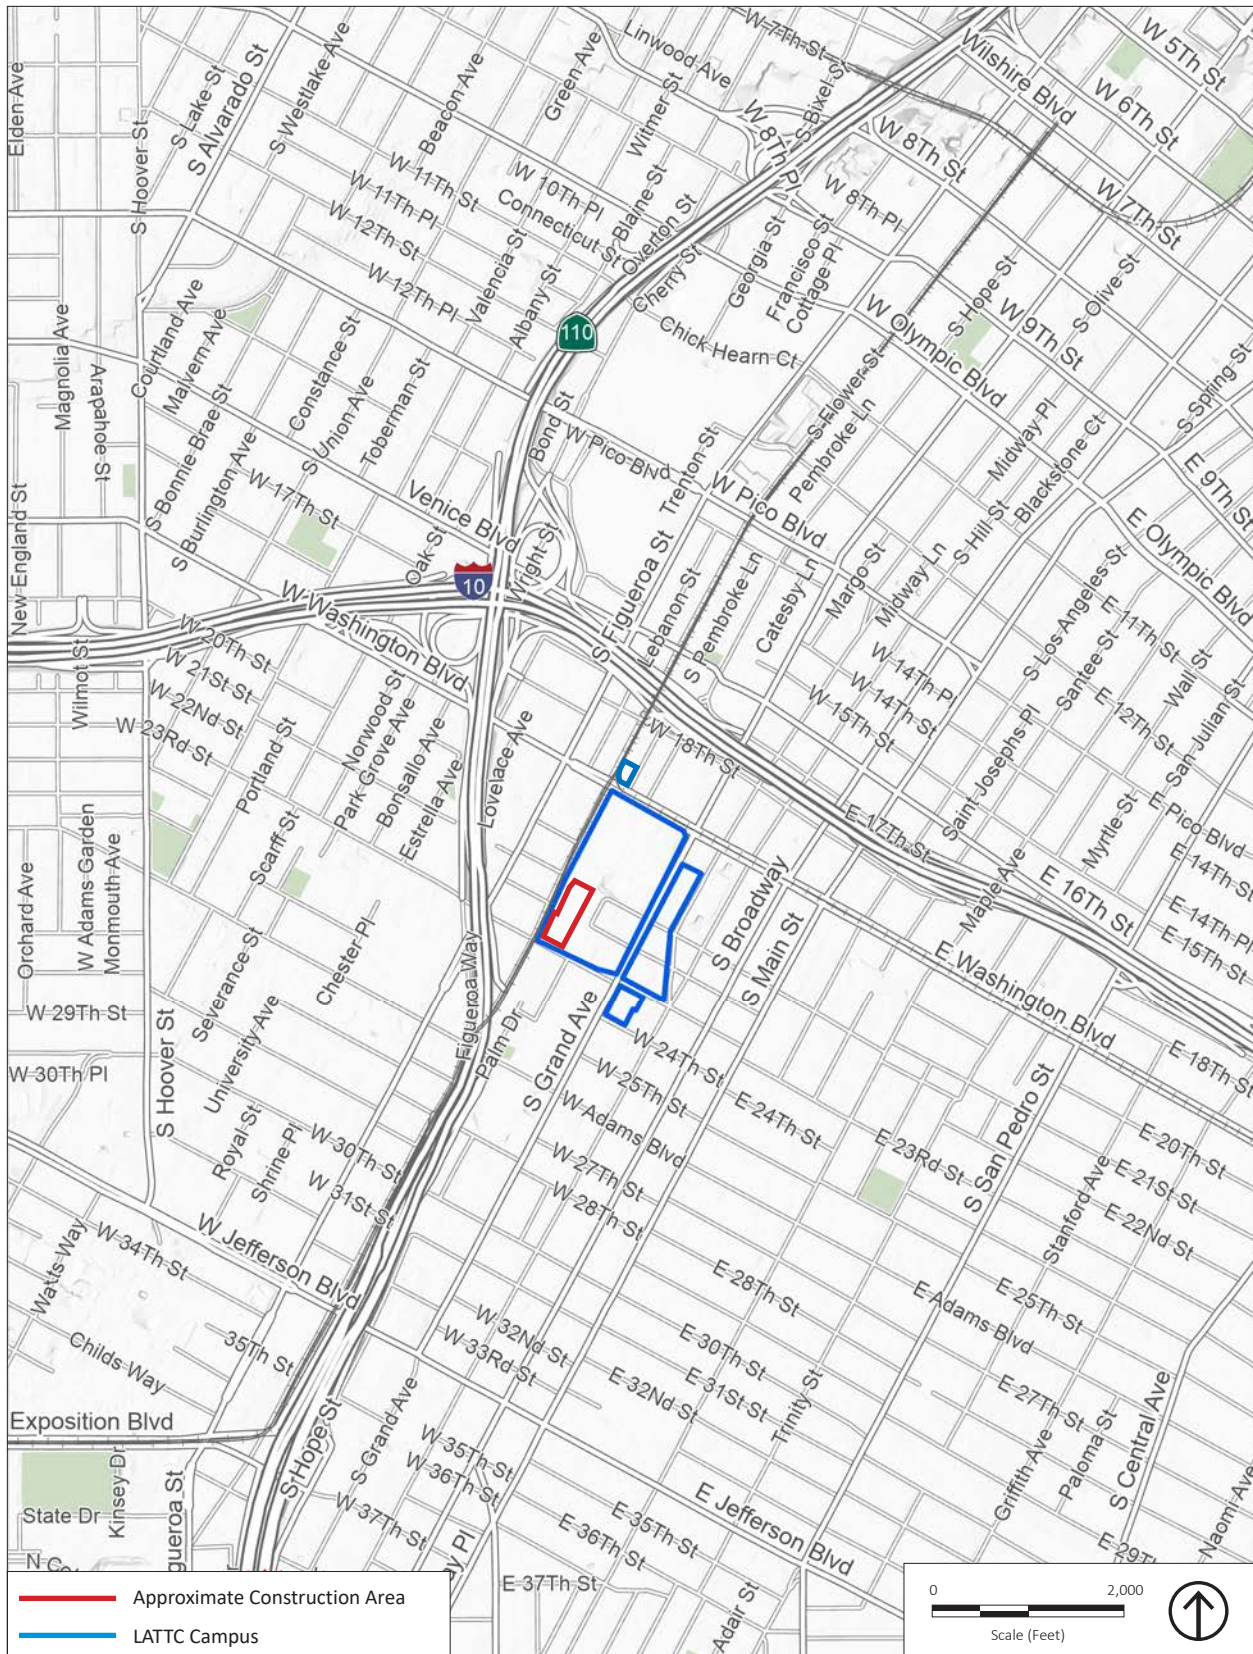 W 7Th St
Wilshire Blvd
W 5Th St
Linwood Ave
W 6Th St
Green Ave
Witmer St
S Bixel St
W 8Th Pl
W 8Th St
W 7Th St
Elden Ave
S Lake St
S Alvarado St
S Westlake Ave
Beacon Ave
S Hoover St
W 10Th Pl
W 11Th St
Connecticut St
W 11Th Pl
W 12Th St
W 12Th Pl
Blaine St
Overton St
Cherry St
W 8Th Pl
Georgia St
Francisco St
Cottage Pl
Valencia St
Albany St
110
Chick Hearn Ct
W Olympic Blvd
S Hope St
W 9Th St
S Olive St
S Spring St
Magnolia Ave
Arapahoe St
Courtland Ave
Malvern Ave
Constance St
S Union Ave
Toberman St
S Bonnie Brae St
S Burlington Ave
W 17Th St
Bond St
W Pico Blvd
Trenton St
S Flower St
Pembroke Ln
Midway Pl
Blackstone Ct
E 9Th St
New England St
Venice Blvd
Oak St
Wright St
10
S Figueroa St
Lebanon St
S Pembroke Ln
Catesby Ln
W Pico Blvd
Margo St
Midway Ln
S Hill St
E Olympic Blvd
S Los Angeles St
E 11Th St
Santee St
Wall St
E 12Th St
San Julian St
W Washington Blvd
W 20Th St
W 21St St
W 22Nd St
W 23Rd St
Wilmot St
Portland St
Norwood St
Park Grove Ave
Bonsallo Ave
Estrella Ave
Lovelace Ave
W 14Th Pl
W 14Th St
W 15Th St
W 18Th St
Saint Josephs Pl
Myrtle St
E Pico Blvd
E 14Th St
E 14Th Pl
E 15Th St
E 16Th St
E 17Th St
Maple Ave
Orchard Ave
W Adams Garden
Monmouth Ave
Scarff St
Severance St
Chester Pl
S Broadway
S Main St
E Washington Blvd
W 29Th St
W 30Th Pl
S Hoover St
University Ave
Royal St
Shrine Pl
Figueroa Way
Palm Dr
S Grand Ave
W 24Th St
W 25Th St
W Adams Blvd
E 24Th St
E 23Rd St
S San Pedro St
E 18Th St
E 20Th St
E 21St St
E 22Nd St
Stanford Ave
W 27Th St
W 28Th St
W 30Th St
W 31St St
W Jefferson Blvd
W 34Th St
Watts Way
Childs Way
35Th St
E 28Th St
E Adams Blvd
E 25Th St
E 27Th St
W 32Nd St
W 33Rd St
E 30Th St
E 31St St
E 32Nd St
Trinity St
Griffith Ave
Paloma St
S Central Ave
Naomi Ave
Exposition Blvd
S Hope St
S Grand Ave
W 35Th St
W 36Th St
W 37Th St
State Dr
Kinsey Dr
E Jefferson Blvd
E 35Th St
E 36Th St
E 37Th St
Adair St
Approximate Construction Area
LATTC Campus
0 2,000
Scale (Feet)